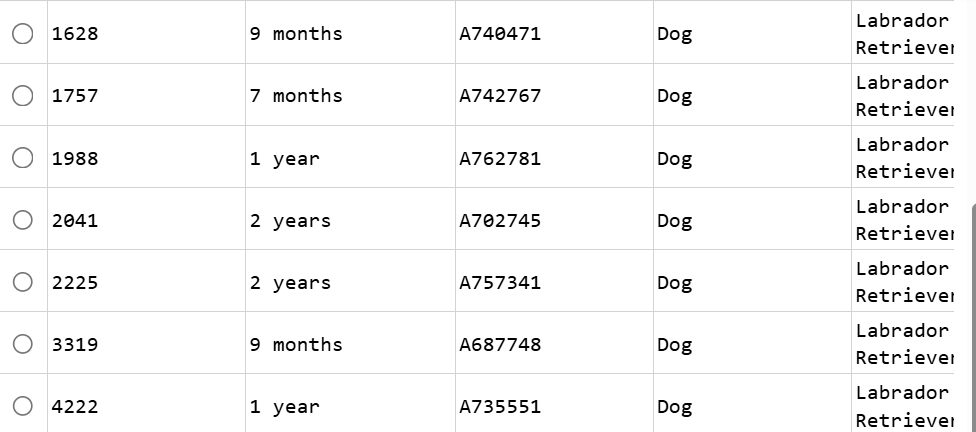 1628 9 months A740471 Dog Labrador
Retriever
1757 7 months A742767 Dog Labrador
Retriever
1988 1 year A762781 Dog Labrador
Retriever
2041 2 years A702745 Dog Labrador
Retriever
2225 2 years A757341 Dog Labrador
Retriever
3319 9 months A687748 Dog Labrador
Retriever
4222 1 year A735551 Dog Labrador
Retriever